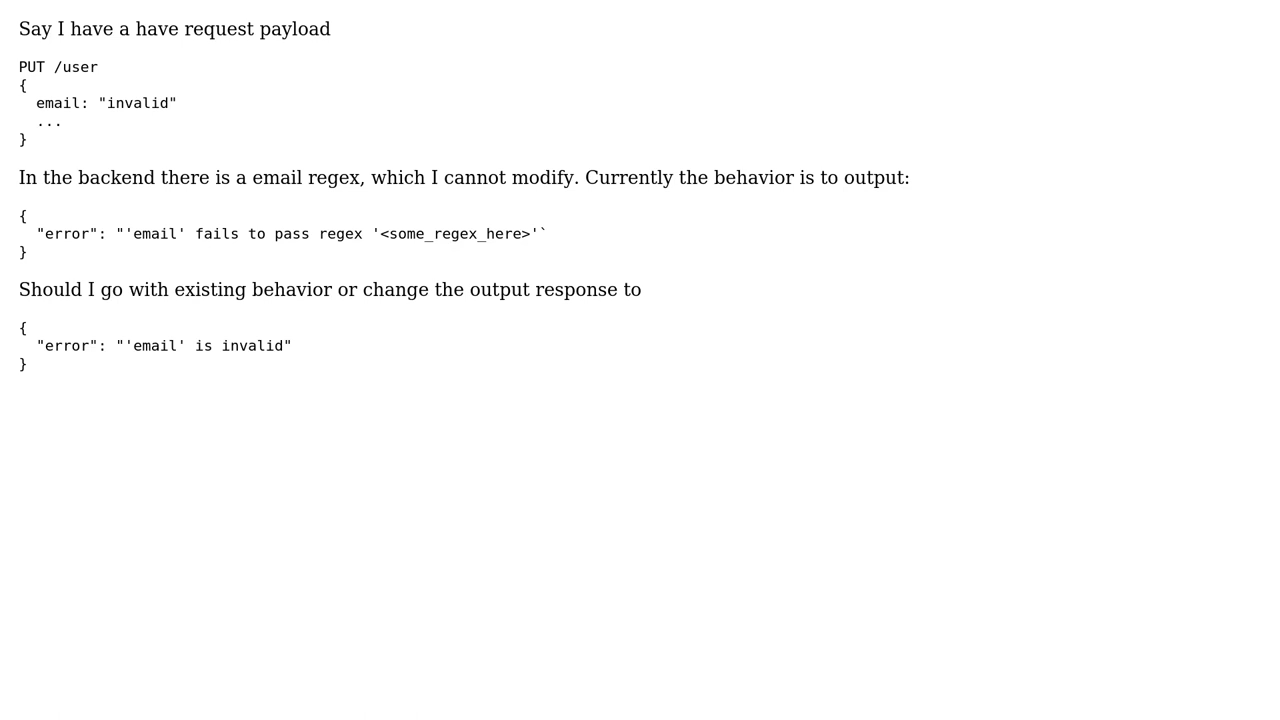 Say I have a have request payload
PUT /user
{
  email: "invalid"
  ...
}
In the backend there is a email regex, which I cannot modify. Currently the behavior is to output:
{
  "error": "'email' fails to pass regex '<some_regex_here>'`
}
Should I go with existing behavior or change the output response to
{
  "error": "'email' is invalid"
}